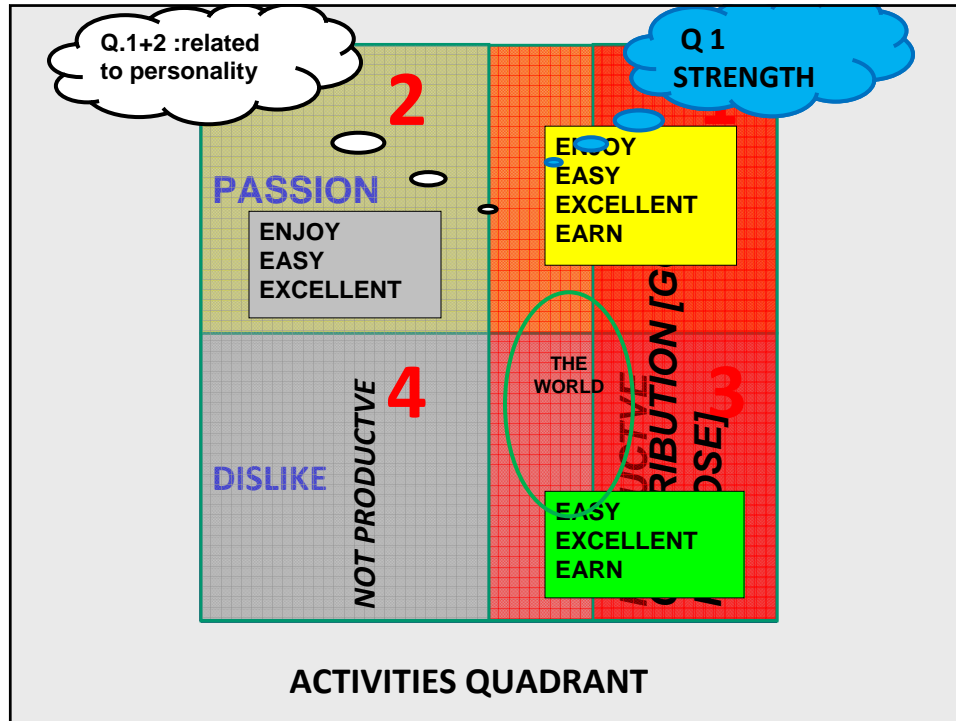 Q.1+2 :related
to personality
Q 1
STRENGTH
2
1
PASSION
ENJOY
EASY
EXCELLENT
ENJOY
EASY
EXCELLENT
EARN
THE
WORLD
4
3
DISLIKE
NOT PRODUCTVE
EASY
EXCELLENT
EARN
ACTIVITIES QUADRANT